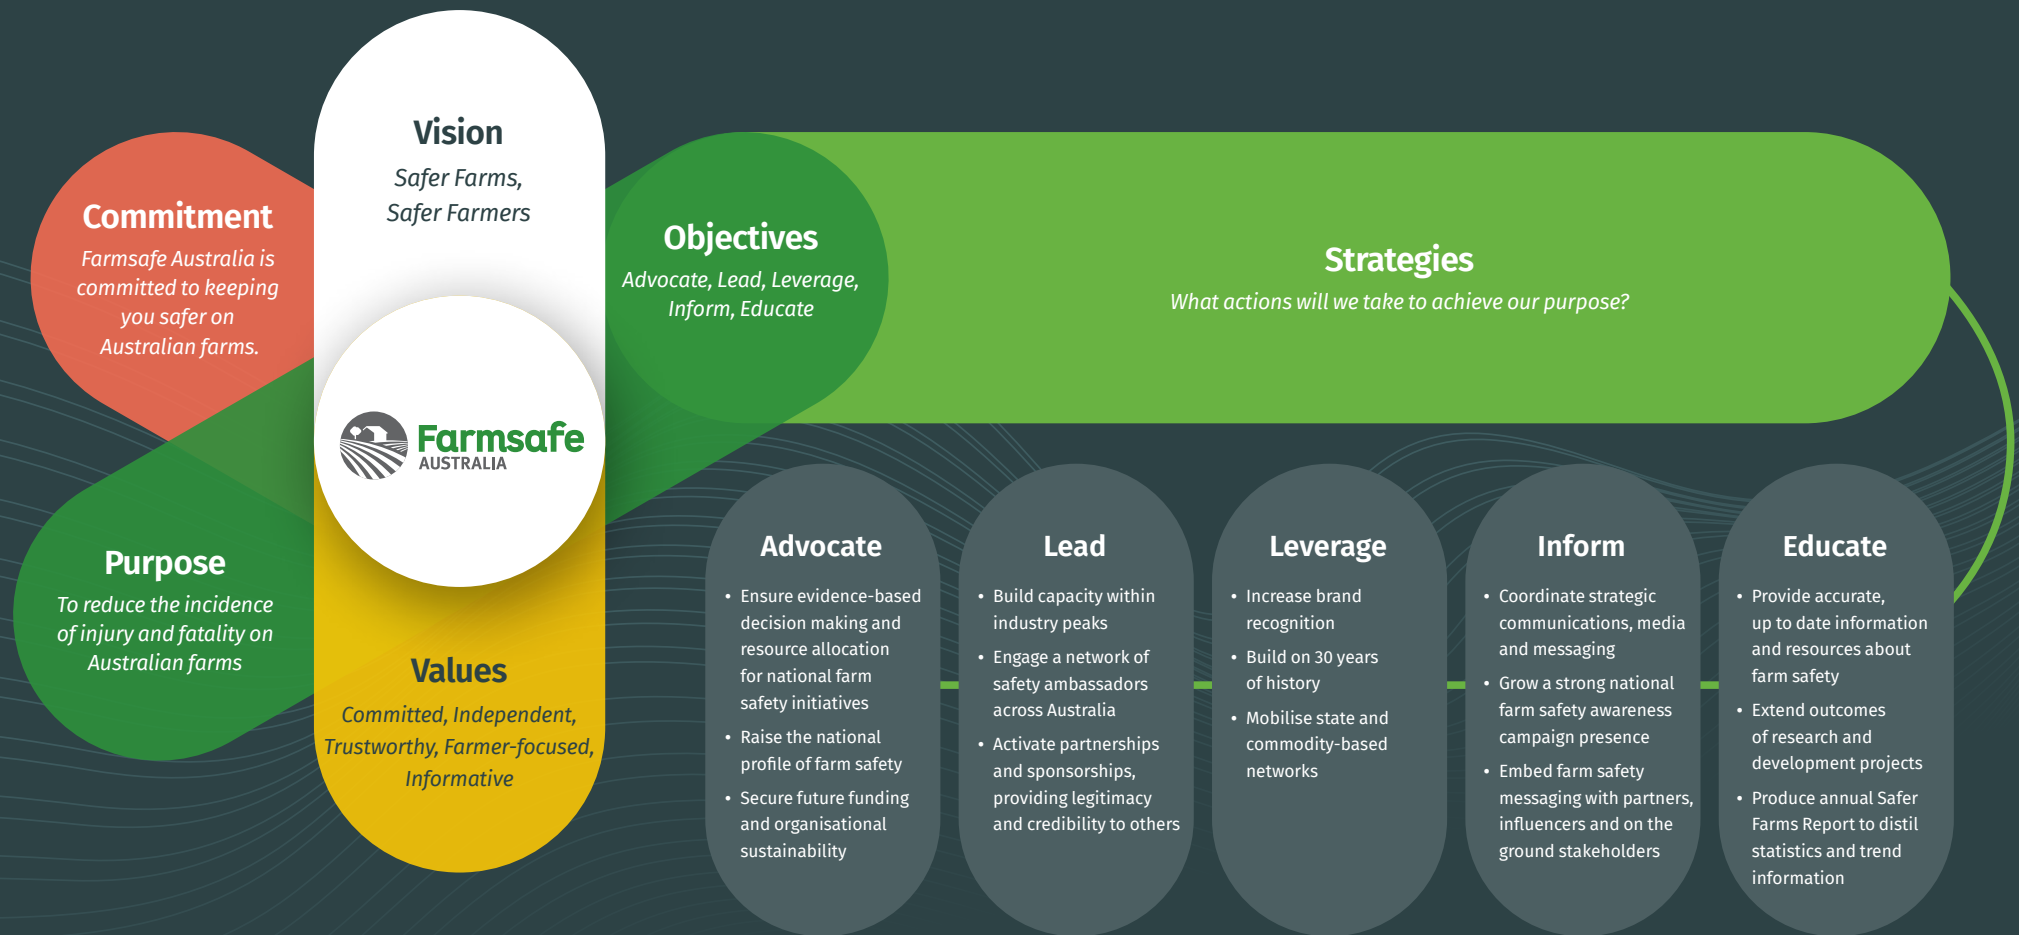 Vision
Safer Farms,
Safer Farmers
Commitment
Farmsafe Australia is
committed to keeping
you safer on
Australian farms.
Objectives
Advocate, Lead, Leverage,
Inform, Educate
Strategies
What actions will we take to achieve our purpose?
Farmsafe
AUSTRALIA
Purpose
To reduce the incidence
of injury and fatality on
Australian farms
Values
Committed, Independent,
Trustworthy, Farmer-focused,
Informative
Advocate
• Ensure evidence-based
decision making and
resource allocation
for national farm
safety initiatives
• Raise the national
profile of farm safety
• Secure future funding
and organisational
sustainability
Lead
• Build capacity within
industry peaks
• Engage a network of
safety ambassadors
across Australia
• Activate partnerships
and sponsorships,
providing legitimacy
and credibility to others
Leverage
• Increase brand
recognition
• Build on 30 years
of history
• Mobilise state and
commodity-based
networks
Inform
• Coordinate strategic
communications, media
and messaging
• Grow a strong national
farm safety awareness
campaign presence
• Embed farm safety
messaging with partners,
influencers and on the
ground stakeholders
Educate
• Provide accurate,
up to date information
and resources about
farm safety
• Extend outcomes
of research and
development projects
• Produce annual Safer
Farms Report to distil
statistics and trend
information